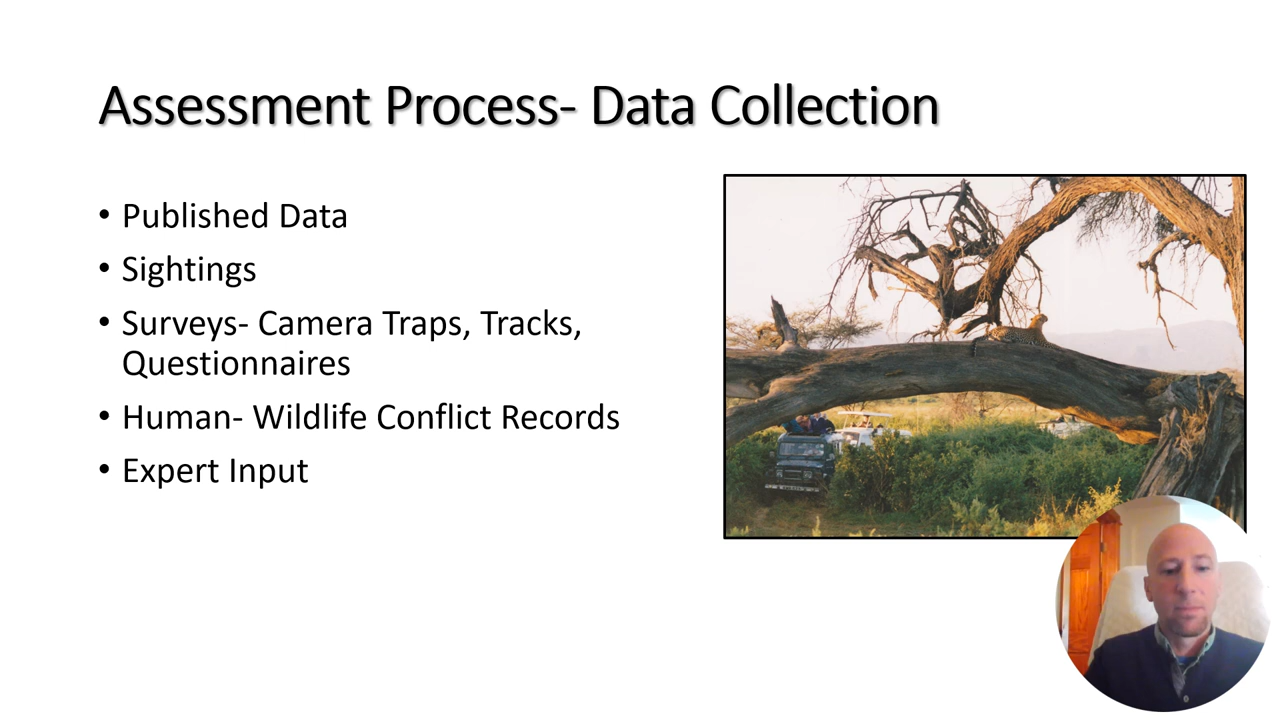 Assessment Process- Data Collection
• Published Data
• Sightings
• Surveys- Camera Traps, Tracks,
Questionnaires
• Human- Wildlife Conflict Records
• Expert Input